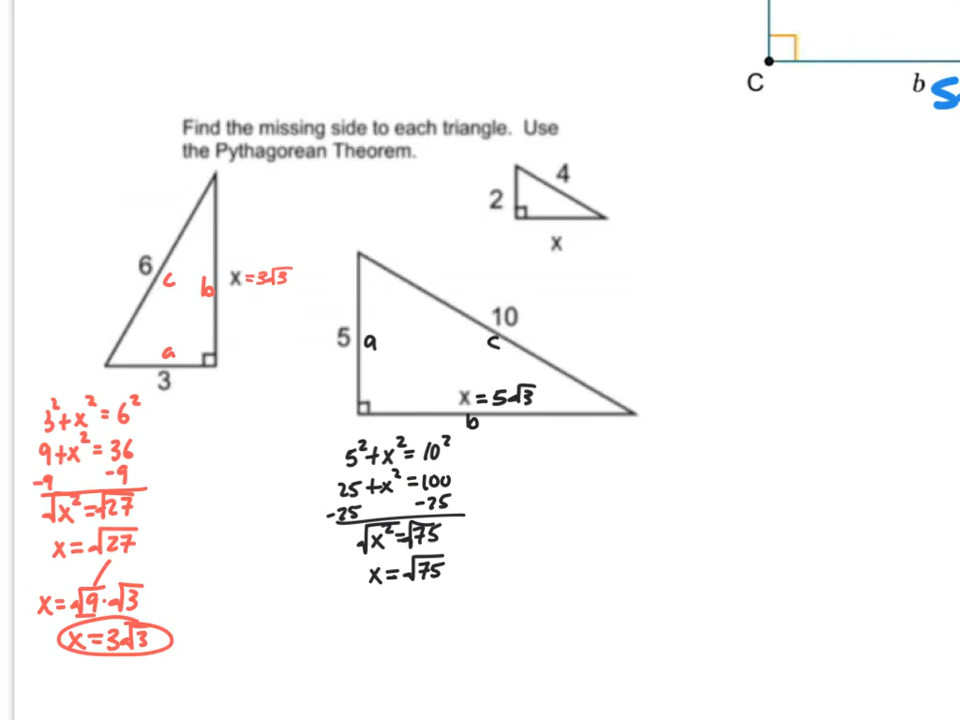 C
b
S
Find the missing side to each triangle. Use
the Pythagorean Theorem.
6
c
b
x = 3√3
a
3
3² + x² = 6²
9 + x² = 36
-9 -9
√x² = √27
x = √27
x = √9 · √3
x = 3√3
2
4
x
5
a
10
c
x = 5√3
b
5² + x² = 10²
25 + x² = 100
-25 -25
√x² = √75
x = √75